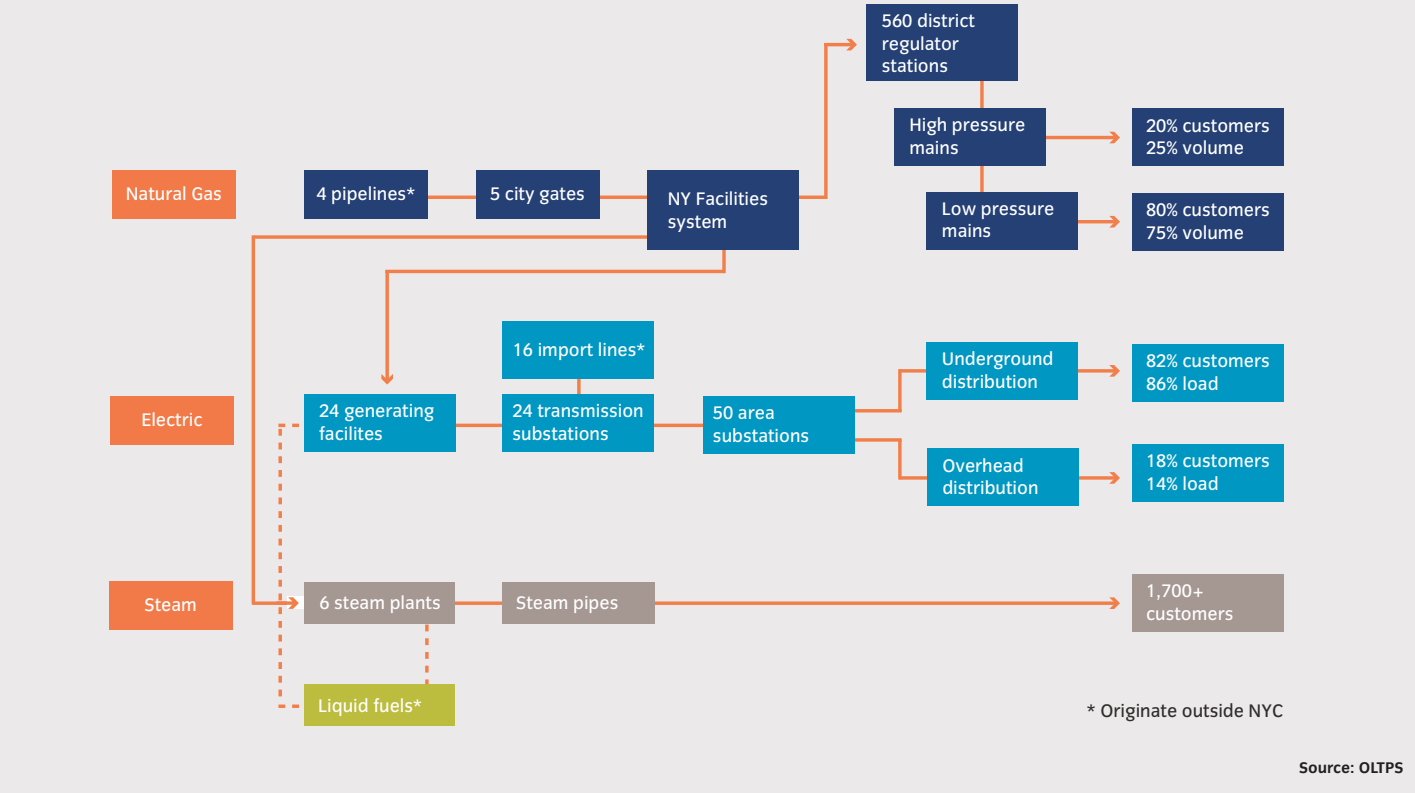 560 district
regulator
stations
High pressure
mains
20% customers
25% volume
Natural Gas
4 pipelines*
5 city gates
NY Facilities
system
Low pressure
mains
80% customers
75% volume
16 import lines*
Underground
distribution
82% customers
86% load
Electric
24 generating
facilites
24 transmission
substations
50 area
substations
Overhead
distribution
18% customers
14% load
Steam
6 steam plants
Steam pipes
1,700+
customers
Liquid fuels*
* Originate outside NYC
Source: OLTPS